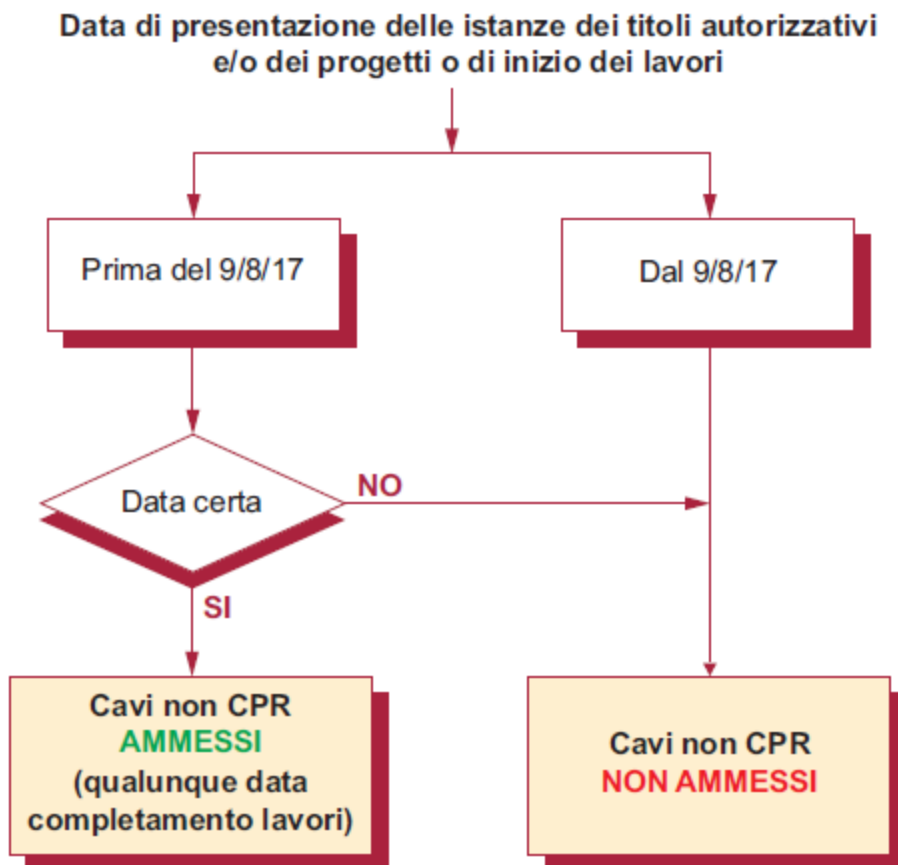 Data di presentazione delle istanze dei titoli autorizzativi
e/o dei progetti o di inizio dei lavori
Prima del 9/8/17
Dal 9/8/17
Data certa
NO
SI
Cavi non CPR
AMMESSI
(qualunque data
completamento lavori)
Cavi non CPR
NON AMMESSI